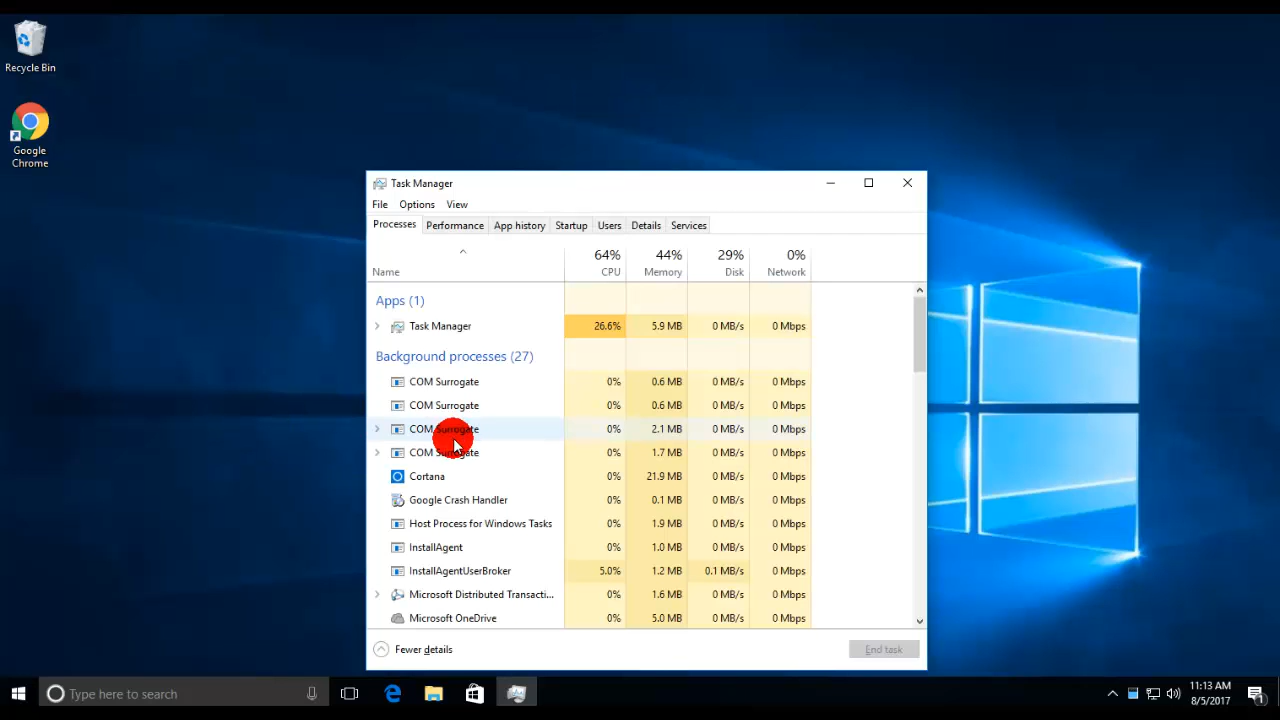 Recycle Bin
Google
Chrome
Task Manager
File Options View
Processes Performance App history Startup Users Details Services
64% 44% 29% 0%
Name CPU Memory Disk Network
Apps (1)
Task Manager 26.6% 5.9 MB 0 MB/s 0 Mbps
Background processes (27)
COM Surrogate 0% 0.6 MB 0 MB/s 0 Mbps
COM Surrogate 0% 0.6 MB 0 MB/s 0 Mbps
COM Surrogate 0% 2.1 MB 0 MB/s 0 Mbps
COM Surrogate 0% 1.7 MB 0 MB/s 0 Mbps
Cortana 0% 21.9 MB 0 MB/s 0 Mbps
Google Crash Handler 0% 0.1 MB 0 MB/s 0 Mbps
Host Process for Windows Tasks 0% 1.9 MB 0 MB/s 0 Mbps
InstallAgent 0% 1.0 MB 0 MB/s 0 Mbps
InstallAgentUserBroker 5.0% 1.2 MB 0.1 MB/s 0 Mbps
Microsoft Distributed Transacti... 0% 1.6 MB 0 MB/s 0 Mbps
Microsoft OneDrive 0% 5.0 MB 0 MB/s 0 Mbps
Fewer details End task
Type here to search
11:13 AM
8/5/2017
1